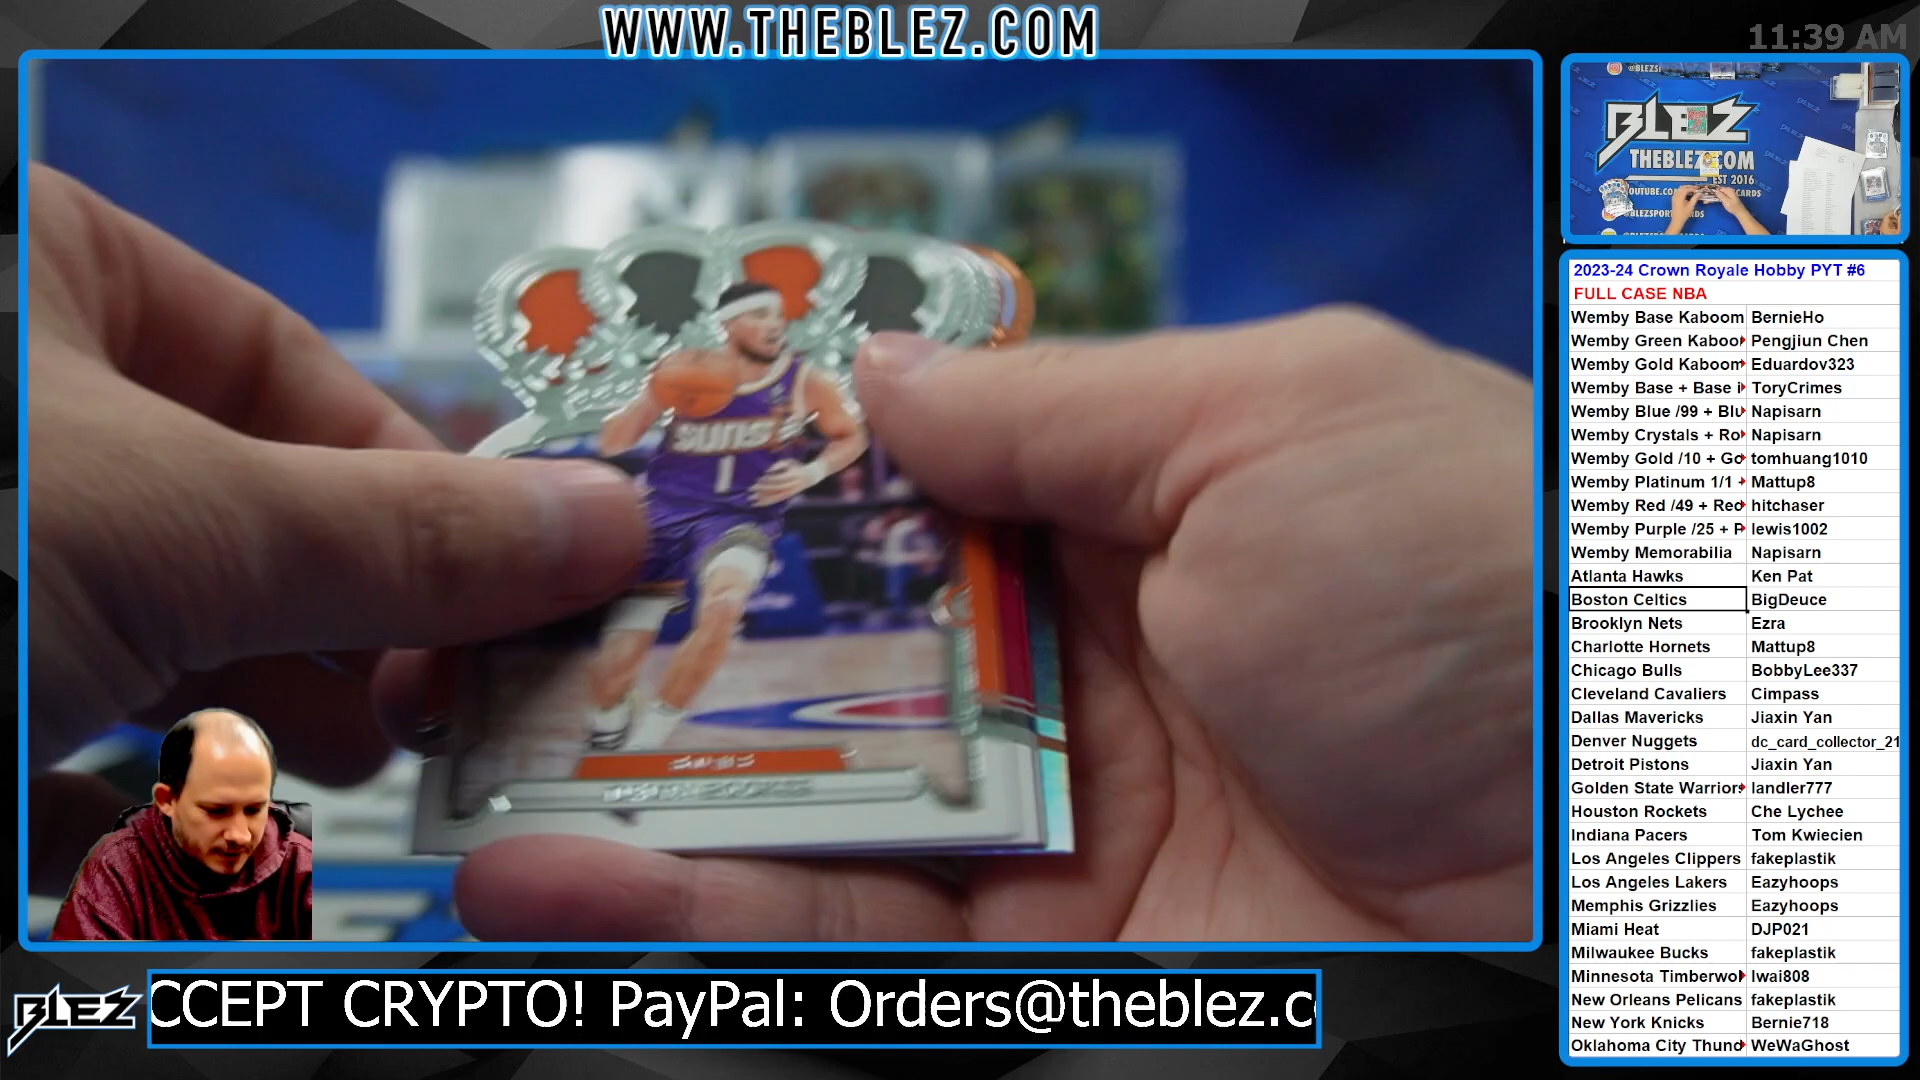 WWW.THEBLEZ.COM
11:39 AM
BLEZ
THEBLEZ.COM
EST 2016
SUNS
1
SUNS
2023-24 Crown Royale Hobby PYT #6
FULL CASE NBA
Wemby Base Kaboom BernieHo
Wemby Green Kaboo Pengjiun Chen
Wemby Gold Kaboom Eduardov323
Wemby Base + Base i ToryCrimes
Wemby Blue /99 + Blu Napisarn
Wemby Crystals + Ro Napisarn
Wemby Gold /10 + Go tomhuang1010
Wemby Platinum 1/1 + Mattup8
Wemby Red /49 + Red hitchaser
Wemby Purple /25 + P lewis1002
Wemby Memorabilia Napisarn
Atlanta Hawks Ken Pat
Boston Celtics BigDeuce
Brooklyn Nets Ezra
Charlotte Hornets Mattup8
Chicago Bulls BobbyLee337
Cleveland Cavaliers Cimpass
Dallas Mavericks Jiaxin Yan
Denver Nuggets dc_card_collector_21
Detroit Pistons Jiaxin Yan
Golden State Warriors landler777
Houston Rockets Che Lychee
Indiana Pacers Tom Kwiecien
Los Angeles Clippers fakeplastik
Los Angeles Lakers Eazyhoops
Memphis Grizzlies Eazyhoops
Miami Heat DJP021
Milwaukee Bucks fakeplastik
Minnesota Timberwol Iwai808
New Orleans Pelicans fakeplastik
New York Knicks Bernie718
Oklahoma City Thund WeWaGhost
BLEZ
CCEPT CRYPTO! PayPal: Orders@theblez.c